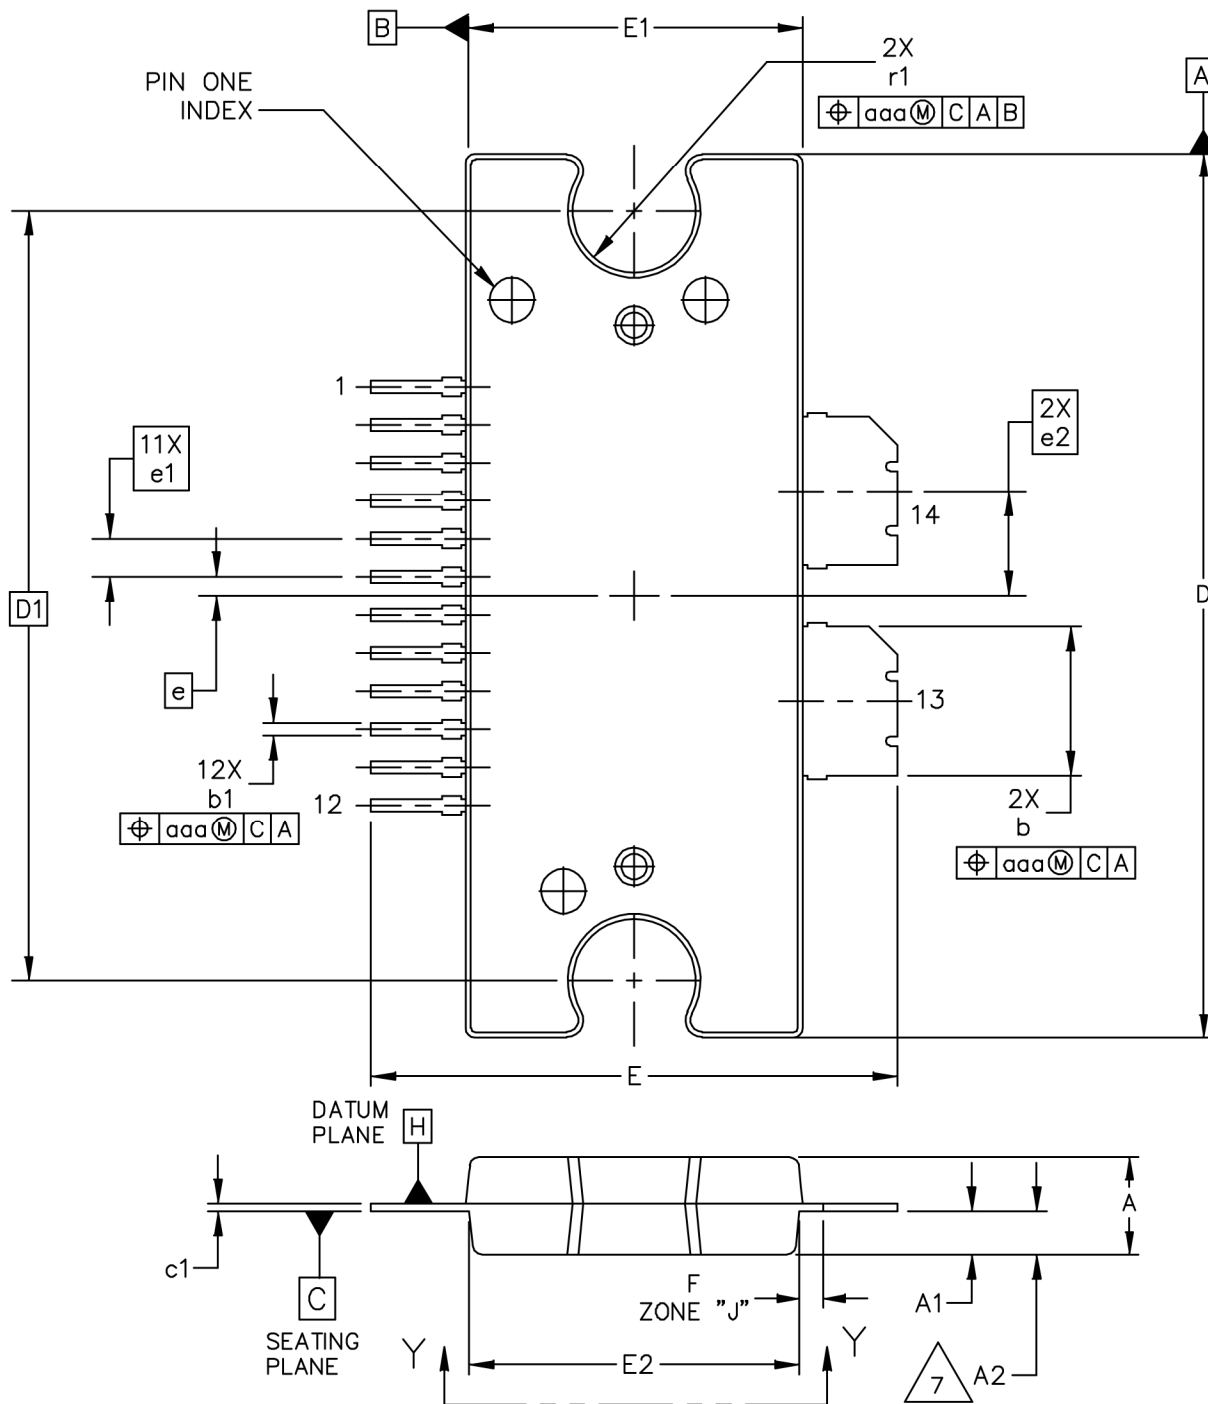 B
E1
2X
r1
⌖ aaa Ⓜ C A B
A
PIN ONE
INDEX
1
11X
e1
2X
e2
14
D1
D
e
13
12X
b1
⌖ aaa Ⓜ C A
12
2X
b
⌖ aaa Ⓜ C A
E
DATUM
PLANE
H
A
c1
C
SEATING
PLANE
F
ZONE "J"
A1
Y
E2
Y
7
A2